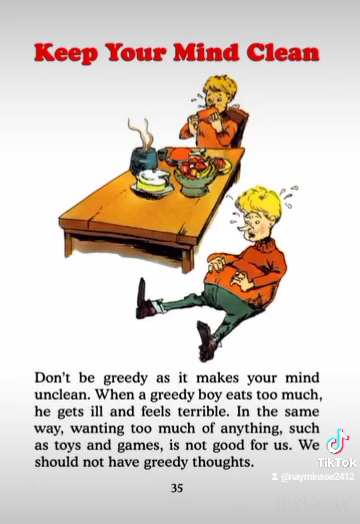 Keep Your Mind Clean
Don't be greedy as it makes your mind
unclean. When a greedy boy eats too much,
he gets ill and feels terrible. In the same
way, wanting too much of anything, such
as toys and games, is not good for us. We
should not have greedy thoughts.
35
TikTok
@nayminsoe2412